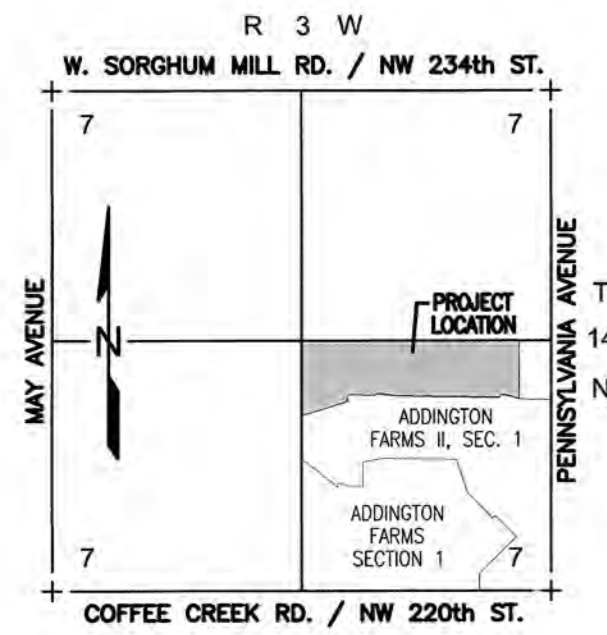 R 3 W
W. SORGHUM MILL RD. / NW 234th ST.
7
7
MAY AVENUE
N
PROJECT
LOCATION
PENNSYLVANIA AVENUE
T
14
N
ADDINGTON
FARMS II, SEC. 1
ADDINGTON
FARMS
SECTION 1
7
7
COFFEE CREEK RD. / NW 220th ST.